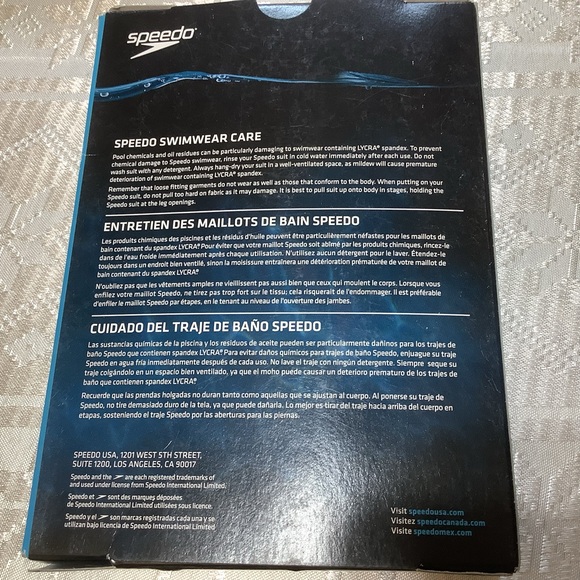 speedo
SPEEDO SWIMWEAR CARE
Pool chemicals and oil residues can be particularly damaging to swimwear containing LYCRA® spandex. To prevent
chemical damage to Speedo swimwear, rinse your Speedo suit in cold water immediately after each use. Do not
wash suit with any detergent. Always hang-dry your suit in a well-ventilated space, as mildew will cause premature
deterioration of swimwear containing LYCRA® spandex.
Remember that loose fitting garments do not wear as well as those that conform to the body. When putting on your
Speedo suit, do not pull too hard on fabric as it may damage. It is best to pull suit up onto body in stages, holding the
Speedo suit at the leg openings.
ENTRETIEN DES MAILLOTS DE BAIN SPEEDO
Les produits chimiques des piscines et les résidus d'huile peuvent être particulièrement néfastes pour les maillots de
bain contenant du spandex LYCRA®. Pour éviter que votre maillot Speedo soit abîmé par les produits chimiques, rincez-le
dans de l'eau froide immédiatement après chaque utilisation. N'utilisez aucun détergent pour le laver. Étendez-le
toujours dans un endroit bien ventilé, sinon la moisissure entraînera une détérioration prématurée de votre maillot de
bain contenant du spandex LYCRA®.
N'oubliez pas que les vêtements amples ne vieillissent pas aussi bien que ceux qui moulent le corps. Lorsque vous
enfilez votre maillot Speedo, ne tirez pas trop fort sur le tissu; cela risquerait de l'endommager. Il est préférable
d'enfiler le maillot Speedo par étapes, en le tenant au niveau de l'ouverture des jambes.
CUIDADO DEL TRAJE DE BAÑO SPEEDO
Las sustancias químicas de la piscina y los residuos de aceite pueden ser particularmente dañinos para los trajes de
baño Speedo que contienen spandex LYCRA®. Para evitar daños químicos para trajes de baño Speedo, enjuague su traje
Speedo en agua fría inmediatamente después de cada uso. No lave el traje con ningún detergente. Siempre seque su
traje colgándolo en un espacio bien ventilado, ya que el moho puede causar un deterioro prematuro de los trajes de
baño que contienen spandex LYCRA®.
Recuerde que las prendas holgadas no duran tanto como aquellas que se ajustan al cuerpo. Al ponerse su traje de
Speedo, no tire demasiado duro de la tela, ya que puede dañarla. Lo mejor es tirar del traje hacia arriba del cuerpo en
etapas, sosteniendo el traje Speedo por las aberturas para las piernas.
SPEEDO USA, 1201 WEST 5TH STREET,
SUITE 1200, LOS ANGELES, CA 90017
Speedo and the are each registered trademarks of
and used under license from Speedo International Limited.
Speedo et sont des marques déposées
de Speedo International Limited utilisées sous licence.
Speedo y el son marcas registradas cada una y se
utilizan bajo licencia de Speedo International Limited
Visit speedousa.com
Visitez speedocanada.com
Visite speedomex.com